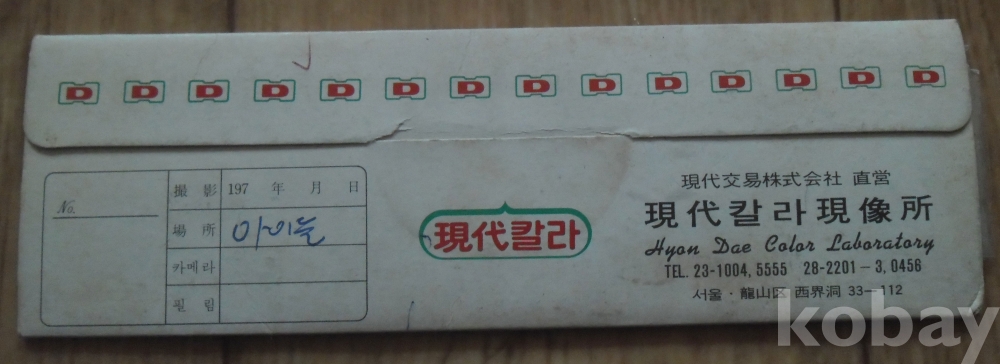 D D D D D D D D D D D D D D
No.
撮影 197 年 月 日
場所 아이들
카메라
필림
現代칼라
現代交易株式会社 直営
現代칼라現像所
Hyon Dae Color Laboratory
TEL. 23-1004, 5555 28-2201-3, 0456
서울・龍山区 西界洞 33-112
kobay